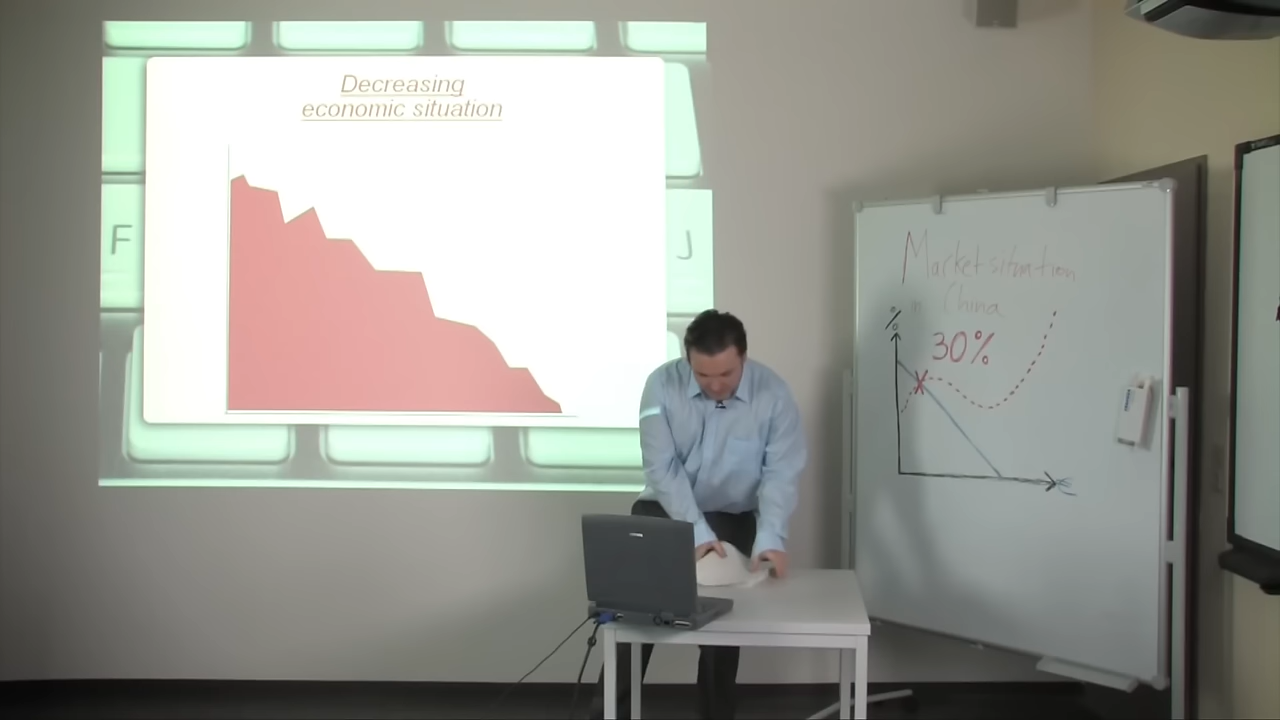 Decreasing
economic situation
F
J
Market situation
in China
%
30%